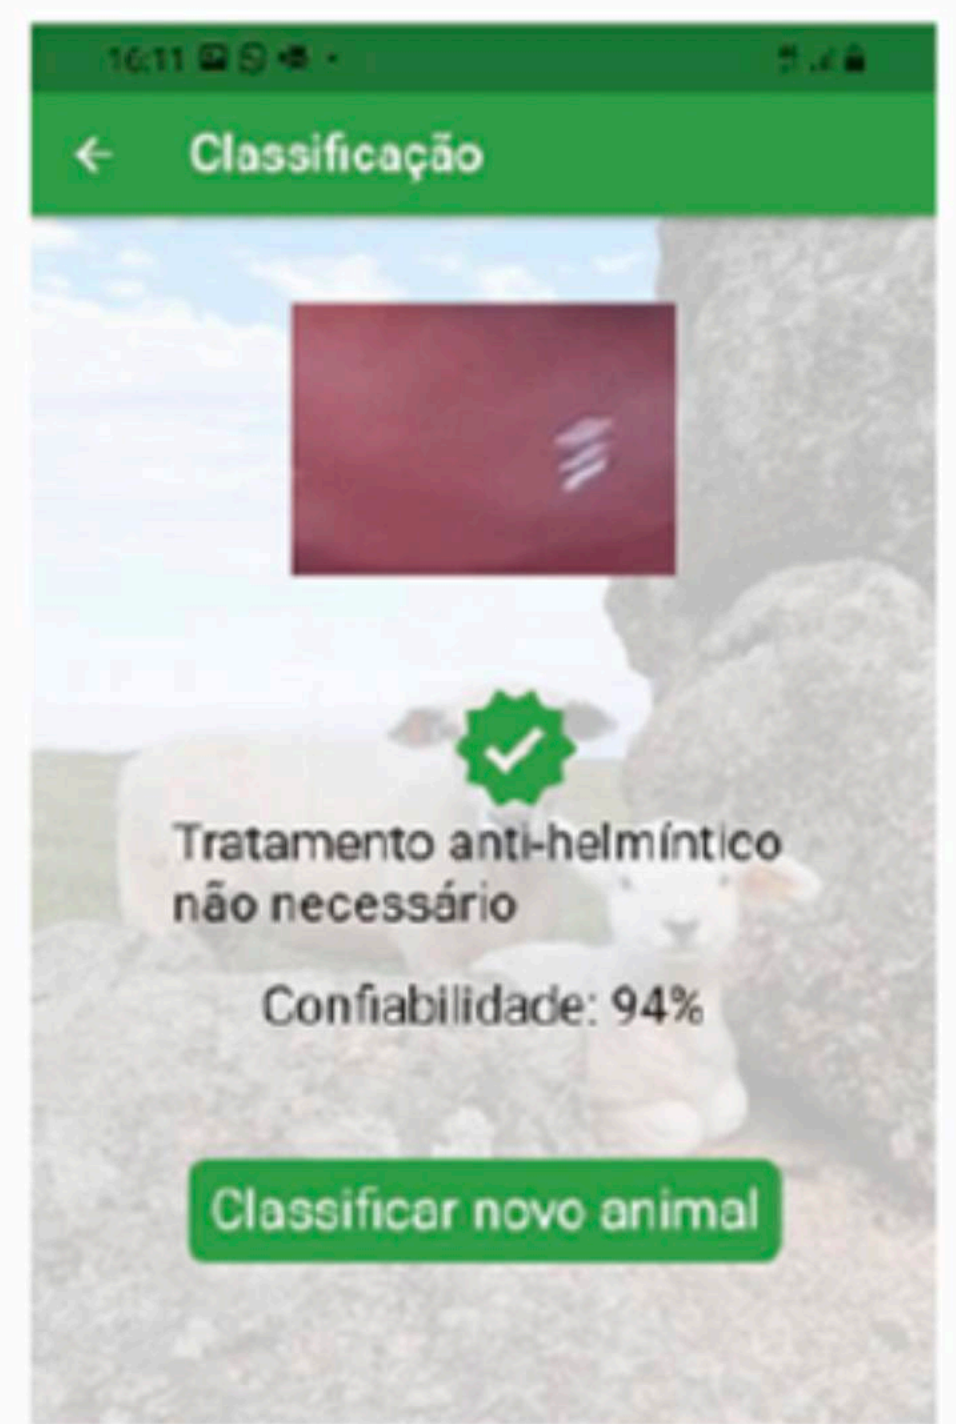 16:11
Classificação
Tratamento anti-helmíntico
não necessário
Confiabilidade: 94%
Classificar novo animal